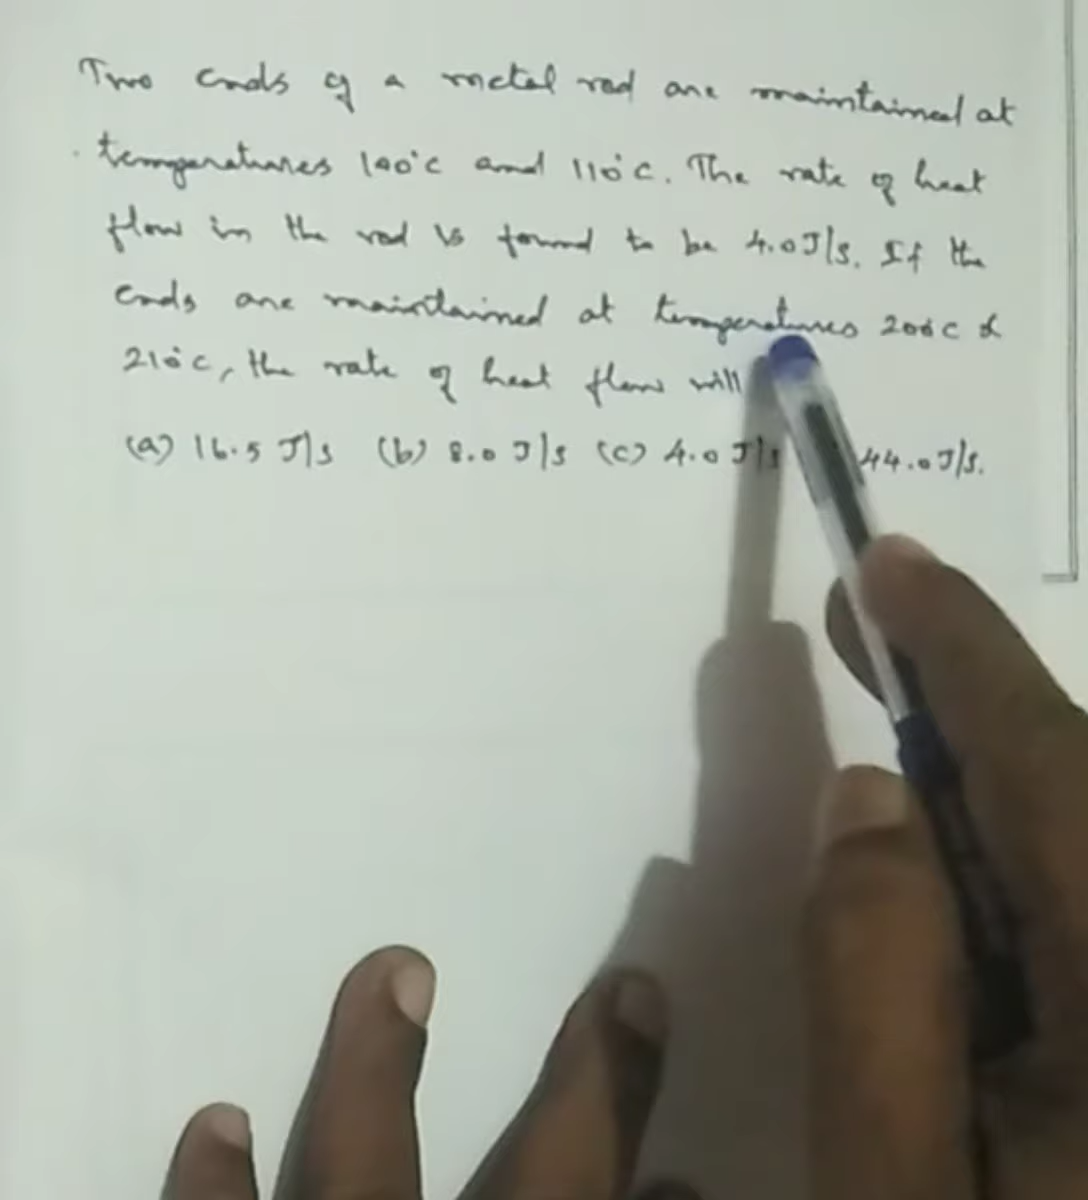 Two ends of a metal rod are maintained at
temperatures 100°C and 110°C. The rate of heat
flow in the rod is found to be 4.0 J/s. If the
ends are maintained at temperatures 200°C &
210°C, the rate of heat flow will
(a) 16.5 J/s (b) 8.0 J/s (c) 4.0 J/s 44.0 J/s.